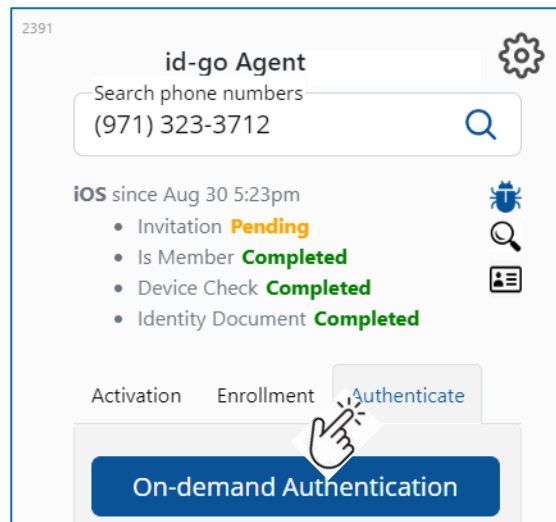 2391
id-go Agent
Search phone numbers
(971) 323-3712
iOS since Aug 30 5:23pm
Invitation Pending
Is Member Completed
Device Check Completed
Identity Document Completed
Activation Enrollment Authenticate
On-demand Authentication